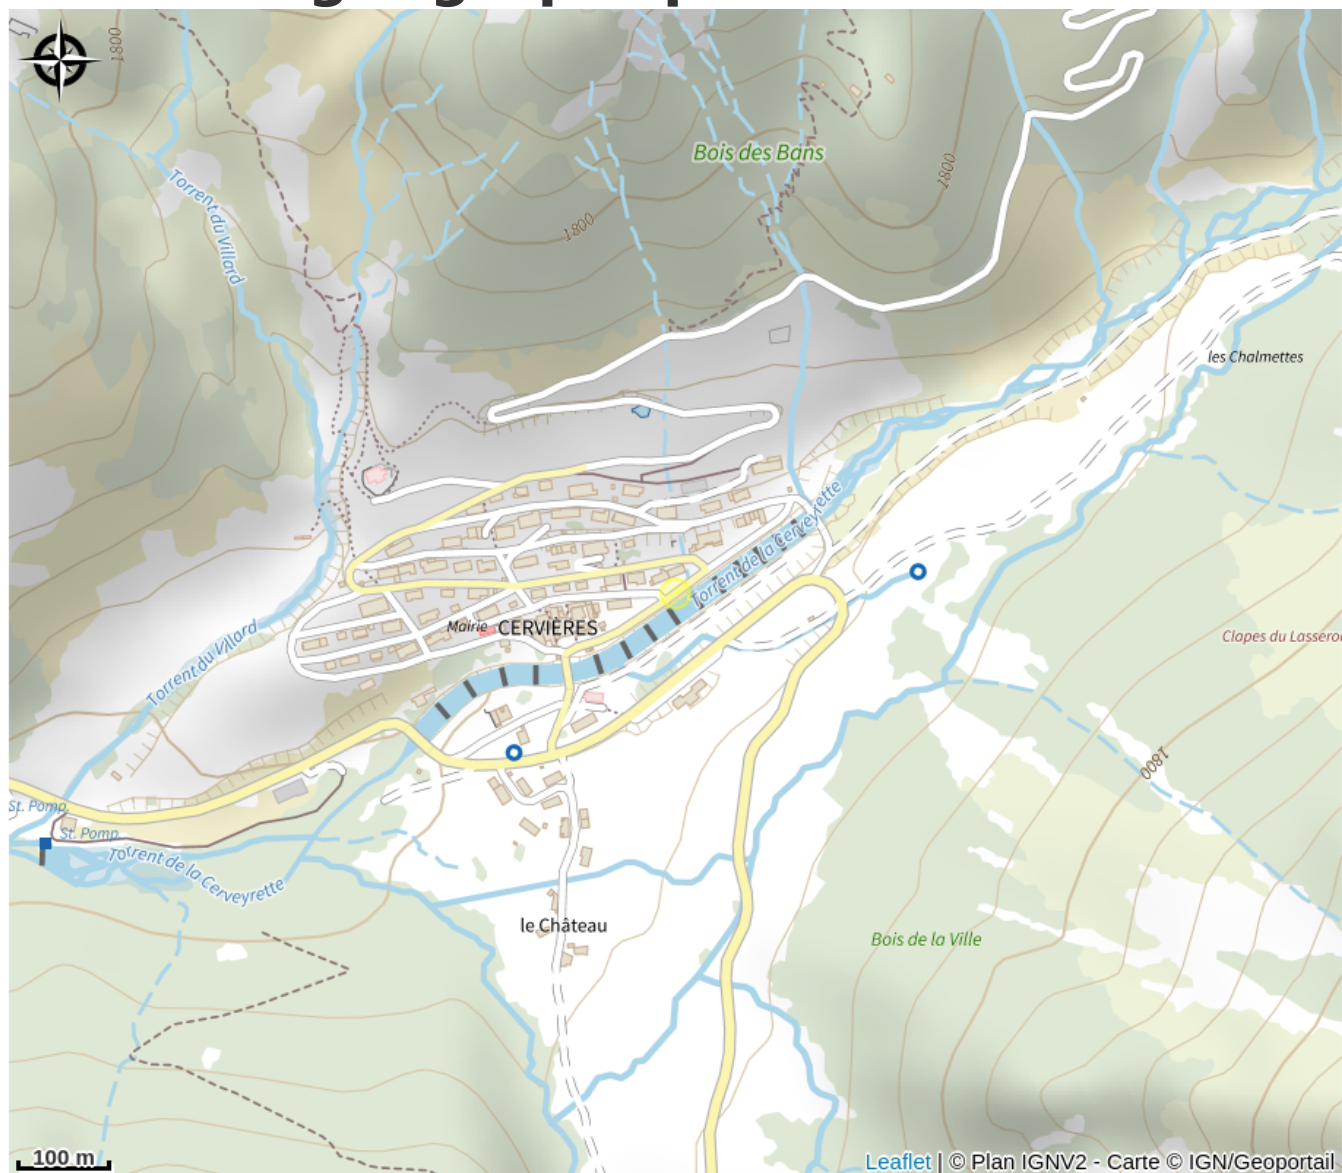 1800
Bois des Bans
1800
Torrent du Villard
1800
les Chalmettes
Torrent de la Cerveyrette
Mairie
CERVIÈRES
Clapes du Lasserou
Torrent du Villard
1800
St. Pomp.
St. Pomp.
Torrent de la Cerveyrette
le Château
Bois de la Ville
100 m
Leaflet | © Plan IGNV2 - Carte © IGN/Geoportail